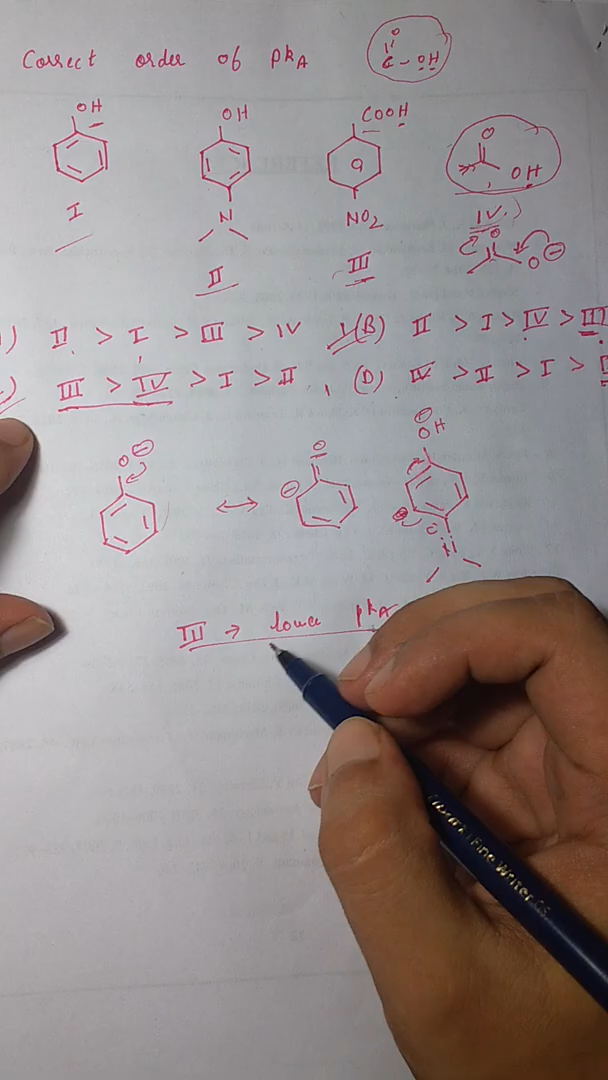 Correct order of pKA
O
C - OH
OH OH COOH O
OH
N NO2
I II III IV
O
O
) II > I > III > IV , (B) II > I > IV > III
) III > IV > I > II , (D) IV > II > I >
O O OH
N
III → lower pKA